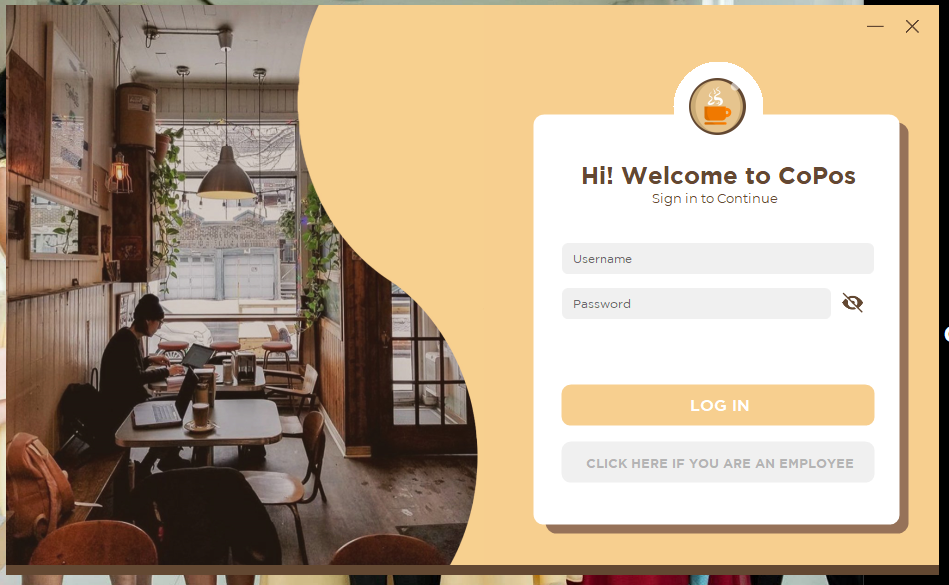 Hi! Welcome to CoPos
Sign in to Continue
Username
Password
LOG IN
CLICK HERE IF YOU ARE AN EMPLOYEE